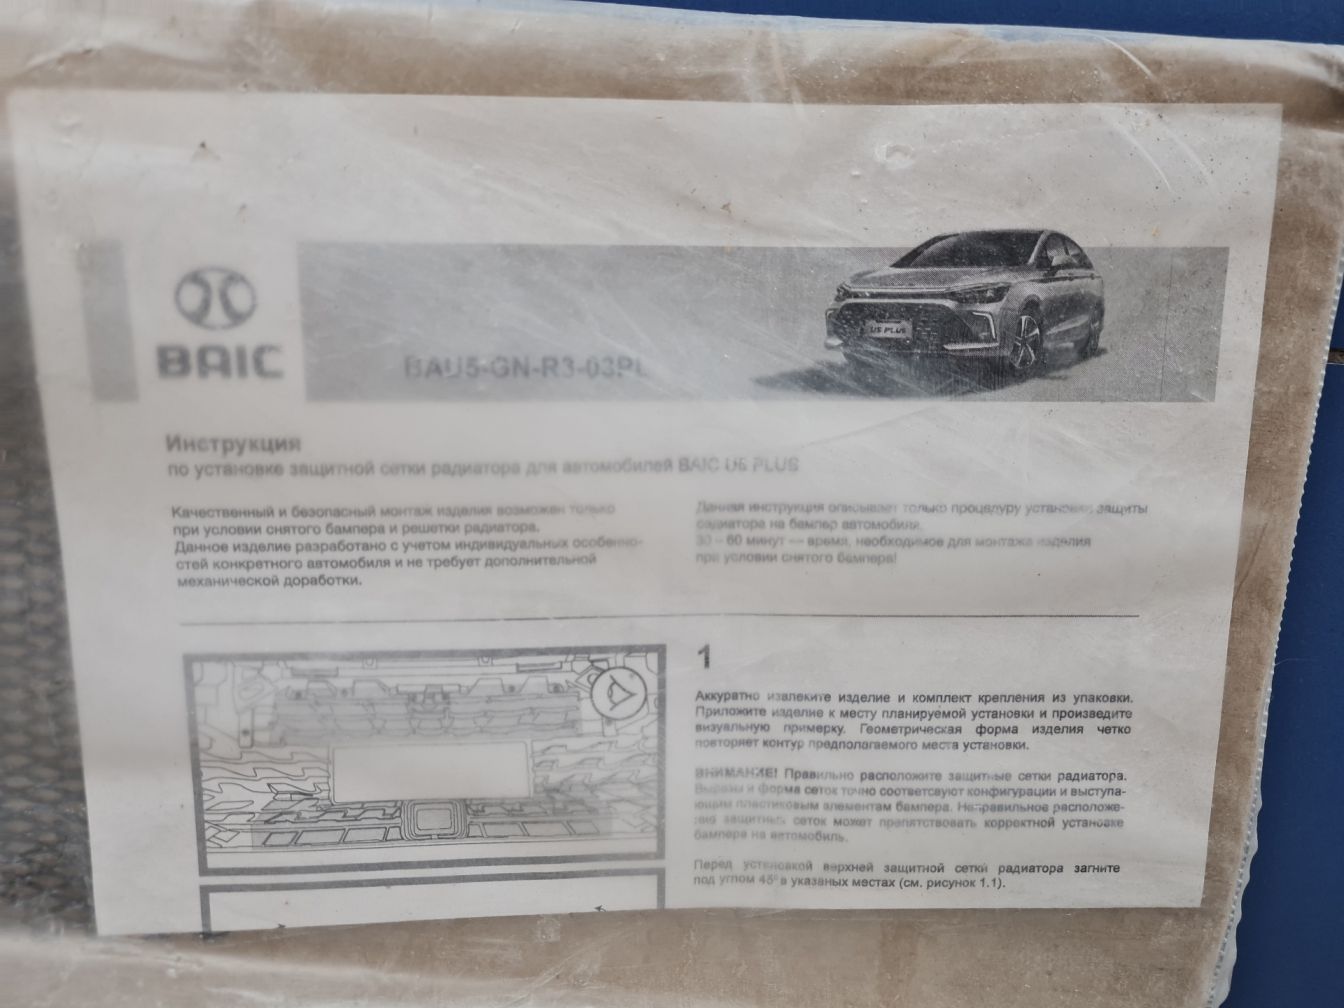 BAIC
BAU5-GN-R3-03PL
U5 PLUS
Инструкция
по установке защитной сетки радиатора для автомобилей BAIC U5 PLUS
Качественный и безопасный монтаж изделия возможен только
при условии снятого бампера и решетки радиатора.
Данное изделие разработано с учетом индивидуальных особенно-
стей конкретного автомобиля и не требует дополнительной
механической доработки.
Данная инструкция описывает только процедуру установки защиты
радиатора на бампер автомобиля.
30 – 60 минут — время, необходимое для монтажа изделия
при условии снятого бампера!
1
Аккуратно извлеките изделие и комплект крепления из упаковки.
Приложите изделие к месту планируемой установки и произведите
визуальную примерку. Геометрическая форма изделия четко
повторяет контур предполагаемого места установки.
ВНИМАНИЕ! Правильно расположите защитные сетки радиатора.
Вырезы и форма сеток точно соответсвуют конфигурации и выступа-
ющим пластиковым элементам бампера. Неправильное расположе-
ние защитных сеток может препятствовать корректной установке
бампера на автомобиль.
Перед установкой верхней защитной сетки радиатора загните
под углом 45° в указаных местах (см. рисунок 1.1).